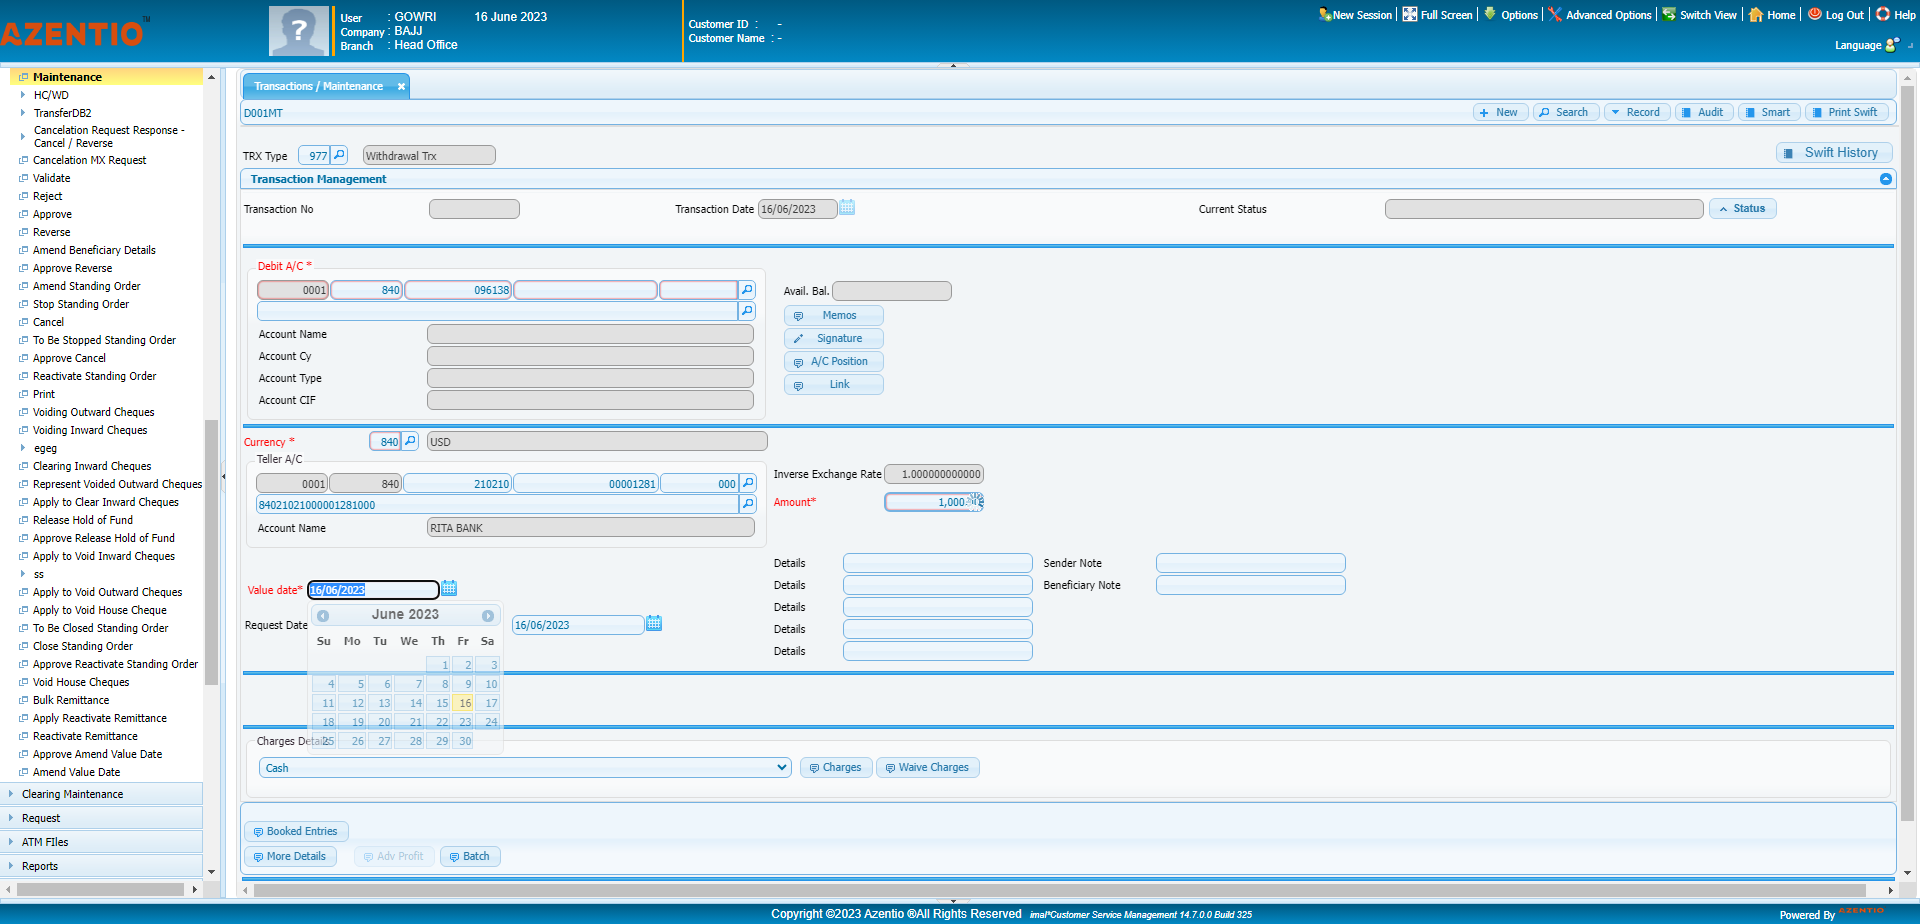 AZENTIO™
User : GOWRI 16 June 2023
Company : BAJJ
Branch : Head Office
Customer ID : -
Customer Name : -
New Session Full Screen Options Advanced Options Switch View Home Log Out Help
Language
Maintenance
HC/WD
TransferDB2
Cancelation Request Response -
Cancel / Reverse
Cancelation MX Request
Validate
Reject
Approve
Reverse
Amend Beneficiary Details
Approve Reverse
Amend Standing Order
Stop Standing Order
Cancel
To Be Stopped Standing Order
Approve Cancel
Reactivate Standing Order
Print
Voiding Outward Cheques
Voiding Inward Cheques
egeg
Clearing Inward Cheques
Represent Voided Outward Cheques
Apply to Clear Inward Cheques
Release Hold of Fund
Approve Release Hold of Fund
Apply to Void Inward Cheques
ss
Apply to Void Outward Cheques
Apply to Void House Cheque
To Be Closed Standing Order
Close Standing Order
Approve Reactivate Standing Order
Void House Cheques
Bulk Remittance
Apply Reactivate Remittance
Reactivate Remittance
Approve Amend Value Date
Amend Value Date
Clearing Maintenance
Request
ATM FIles
Reports
Transactions / Maintenance
D001MT
New Search Record Audit Smart Print Swift
TRX Type 977 Withdrawal Trx
Swift History
Transaction Management
Transaction No Transaction Date 16/06/2023 Current Status Status
Debit A/C *
0001 840 096138
Account Name
Account Cy
Account Type
Account CIF
Avail. Bal.
Memos
Signature
A/C Position
Link
Currency * 840 USD
Teller A/C
0001 840 210210 00001281 000
84021021000001281000
Account Name RITA BANK
Inverse Exchange Rate 1.000000000000
Amount* 1,000
Value date* 16/06/2023
June 2023
Su Mo Tu We Th Fr Sa
1 2 3
4 5 6 7 8 9 10
11 12 13 14 15 16 17
18 19 20 21 22 23 24
25 26 27 28 29 30
Request Date 16/06/2023
Details Sender Note
Details Beneficiary Note
Details
Details
Details
Charges
Cash Charges Waive Charges
Booked Entries
More Details Adv Profit Batch
Copyright ©2023 Azentio ®All Rights Reserved imal*Customer Service Management 14.7.0.0 Build 325
Powered By AZENTIO